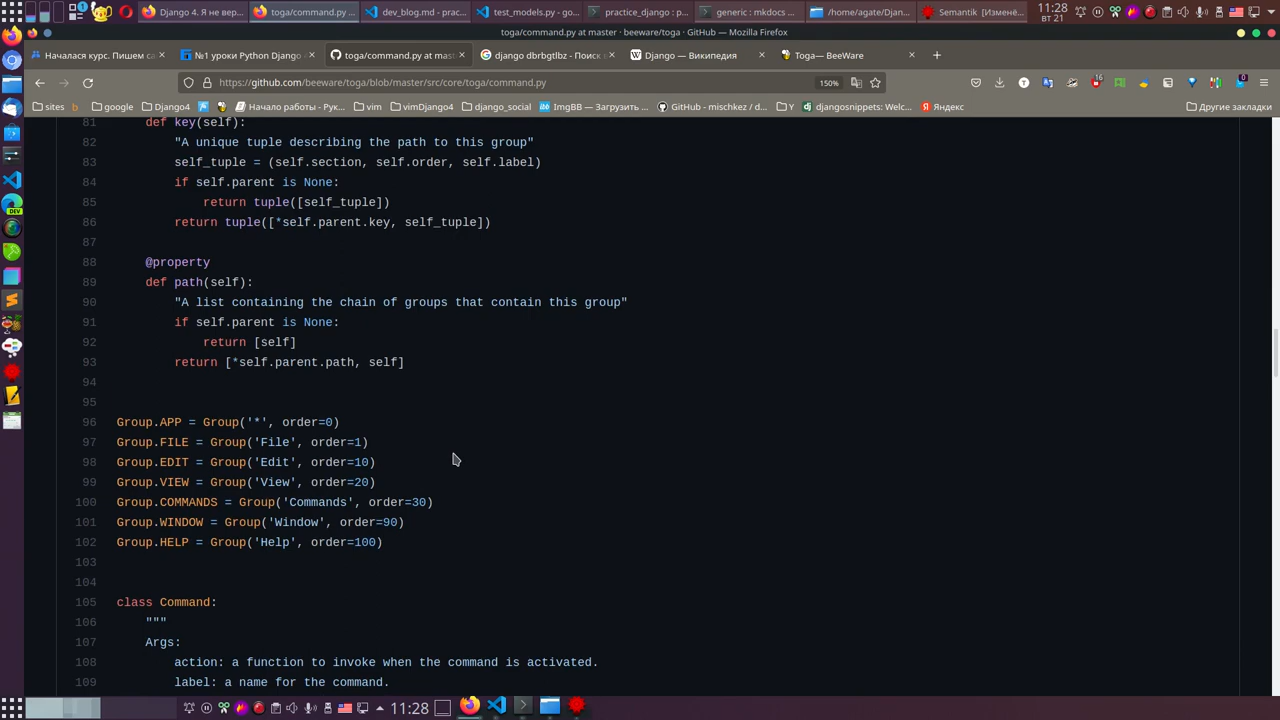 Django 4. Я не вер...
toga/command.py ...
dev_blog.md - prac...
test_models.py - go...
practice_django : p...
generic : mkdocs ...
/home/agate/Djan...
Semantik [Изменё...
11:28
вт 21
toga/command.py at master · beeware/toga · GitHub — Mozilla Firefox
Началася курс. Пишем са
№1 уроки Python Django
toga/command.py at mast
django dbrbgtlbz - Поиск
Django — Википедия
Toga— BeeWare
https://github.com/beeware/toga/blob/master/src/core/toga/command.py
150%
16
0
sites
b
google
Django4
Начало работы - Рук...
vim
vimDjango4
django_social
ImgBB — Загрузить ...
GitHub - mischkez / d...
Y
djangosnippets: Welc...
Яндекс
Другие закладки
81 def key(self):
82 "A unique tuple describing the path to this group"
83 self_tuple = (self.section, self.order, self.label)
84 if self.parent is None:
85 return tuple([self_tuple])
86 return tuple([*self.parent.key, self_tuple])
87
88 @property
89 def path(self):
90 "A list containing the chain of groups that contain this group"
91 if self.parent is None:
92 return [self]
93 return [*self.parent.path, self]
94
95
96 Group.APP = Group('*', order=0)
97 Group.FILE = Group('File', order=1)
98 Group.EDIT = Group('Edit', order=10)
99 Group.VIEW = Group('View', order=20)
100 Group.COMMANDS = Group('Commands', order=30)
101 Group.WINDOW = Group('Window', order=90)
102 Group.HELP = Group('Help', order=100)
103
104
105 class Command:
106 """
107 Args:
108 action: a function to invoke when the command is activated.
109 label: a name for the command.
DEV
11:28